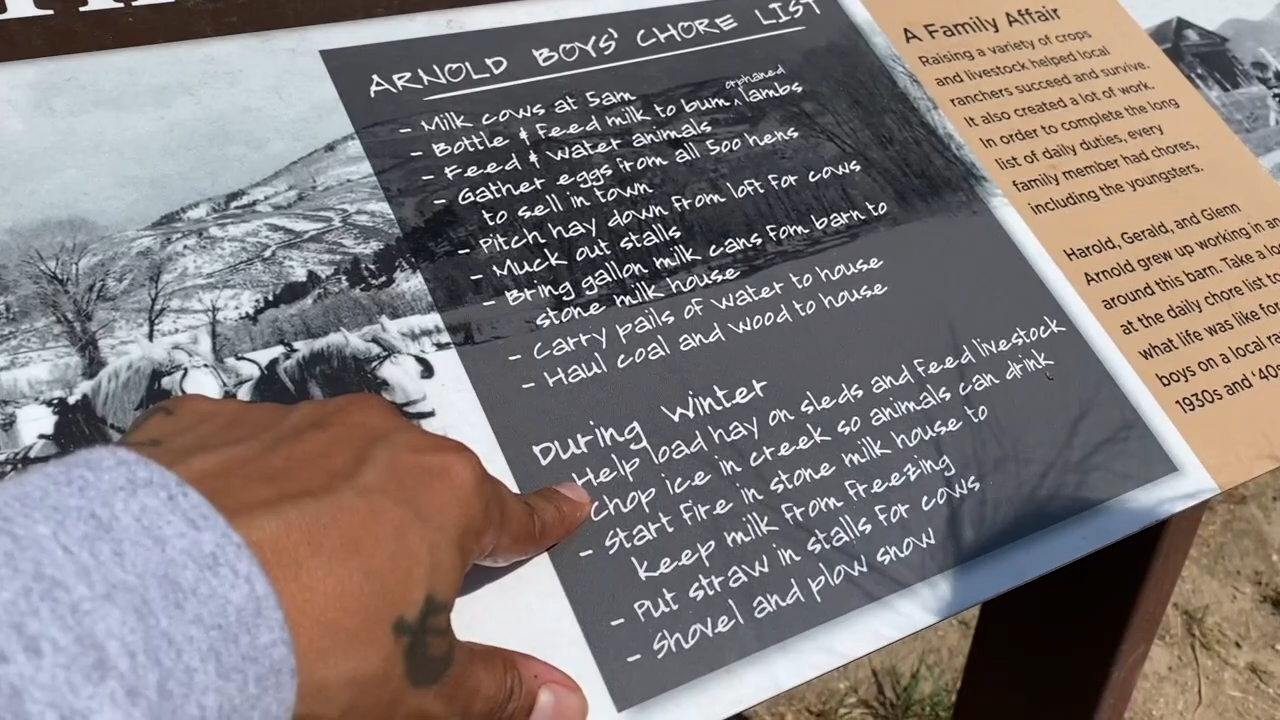 ARNOLD BOYS' CHORE LIST
- Milk cows at 5am
- Bottle & Feed milk to bum ^ orphaned lambs
- Feed & water animals
- Gather eggs from all 500 hens
to sell in town
- Pitch hay down from loft for cows
- Muck out stalls
- Bring gallon milk cans fom barn to
stone milk house
- Carry pails of water to house
- Haul coal and wood to house
During Winter
Help load hay on sleds and feed livestock
Chop ice in creek so animals can drink
- Start fire in stone milk house to
keep milk from freezing
- Put straw in stalls for cows
- Shovel and plow snow
A Family Affair
Raising a variety of crops
and livestock helped local
ranchers succeed and survive.
It also created a lot of work.
In order to complete the long
list of daily duties, every
family member had chores,
including the youngsters.
Harold, Gerald, and Glenn
Arnold grew up working in an
around this barn. Take a lo
at the daily chore list to
what life was like for
boys on a local ra
1930s and '40s